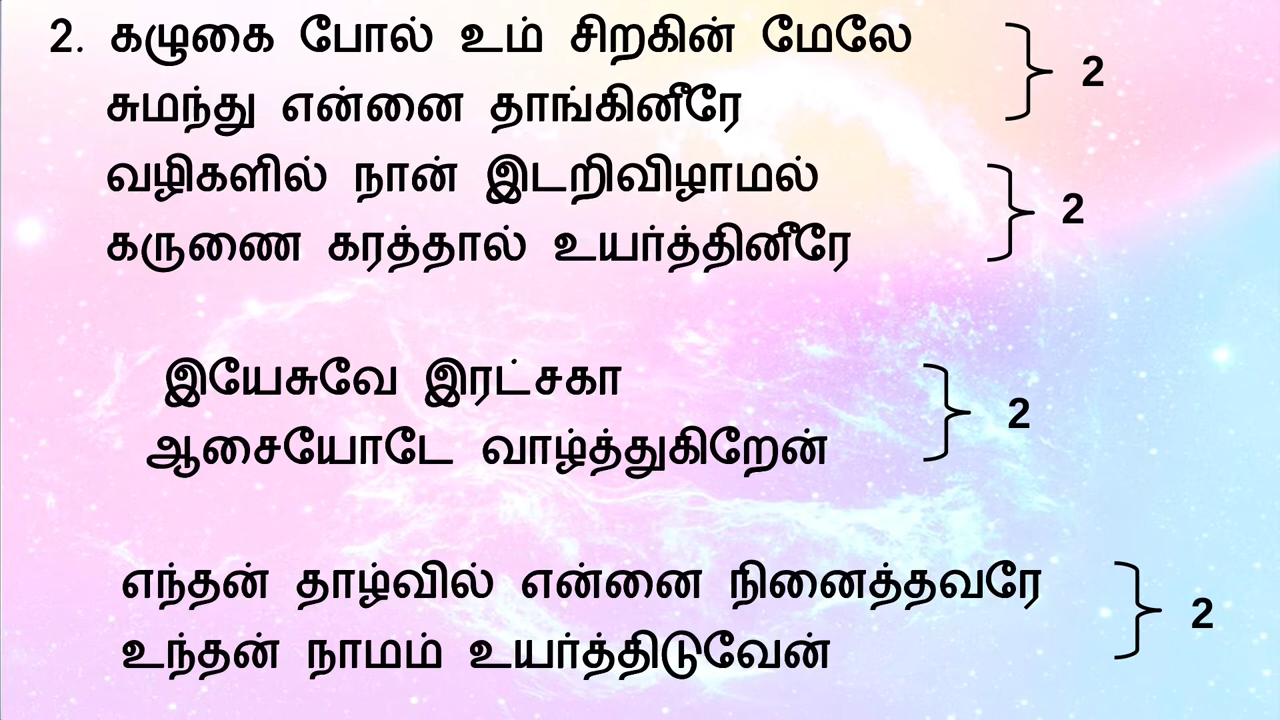 2. கழுகை போல் உம் சிறகின் மேலே
சுமந்து என்னை தாங்கினீரே } 2
வழிகளில் நான் இடறிவிழாமல்
கருணை கரத்தால் உயர்த்தினீரே } 2
இயேசுவே இரட்சகா
ஆசையோடே வாழ்த்துகிறேன் } 2
எந்தன் தாழ்வில் என்னை நினைத்தவரே
உந்தன் நாமம் உயர்த்திடுவேன் } 2